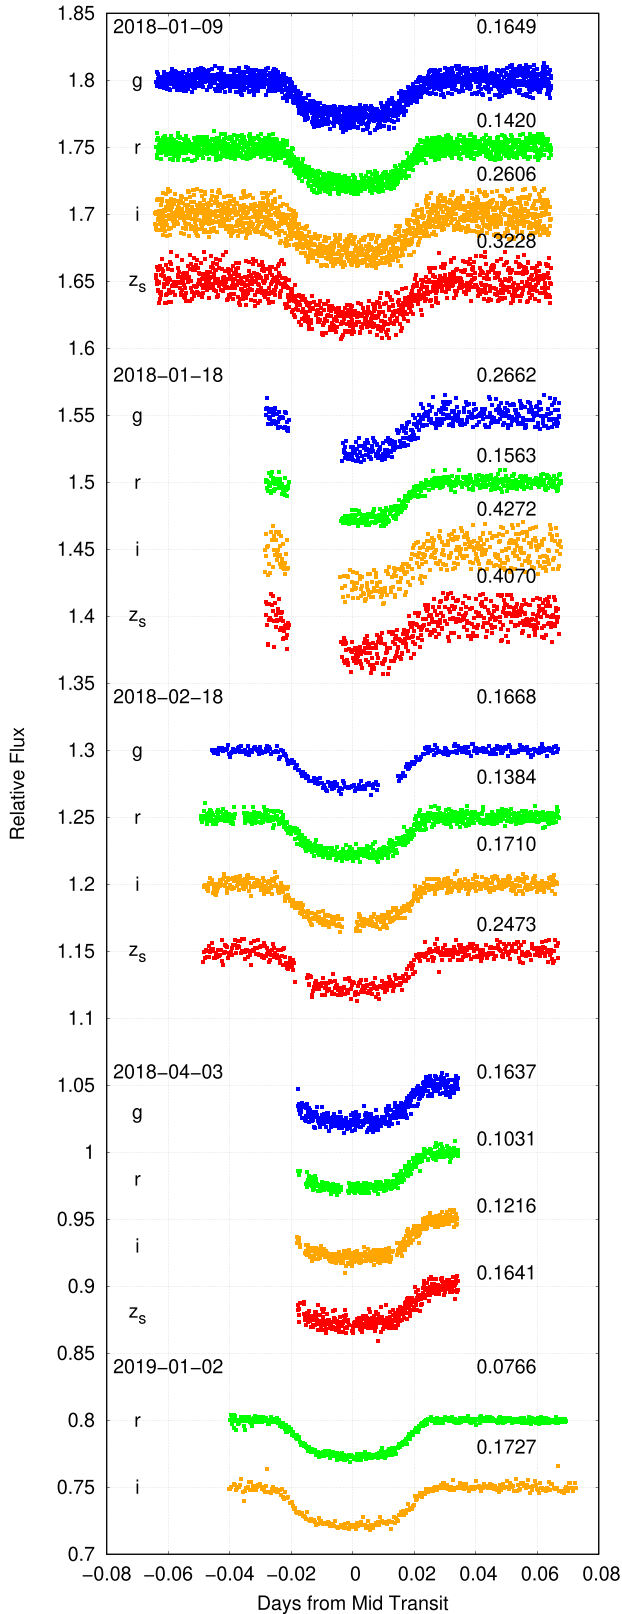 1.85
2018−01−09 0.1649
1.8 g
0.1420
1.75 r
0.2606
1.7 i
0.3228
1.65 zs
1.6
2018−01−18 0.2662
1.55 g
0.1563
1.5 r
0.4272
1.45 i
0.4070
1.4 zs
1.35
2018−02−18 0.1668
1.3 g
0.1384
1.25 r
0.1710
1.2 i
0.2473
1.15 zs
1.1
2018−04−03 0.1637
1.05 g
0.1031
1 r
0.1216
0.95 i
0.9 0.1641
zs
0.85
2019−01−02 0.0766
0.8 r
0.1727
0.75 i
0.7
−0.08 −0.06 −0.04 −0.02 0 0.02 0.04 0.06 0.08
Days from Mid Transit
Relative Flux